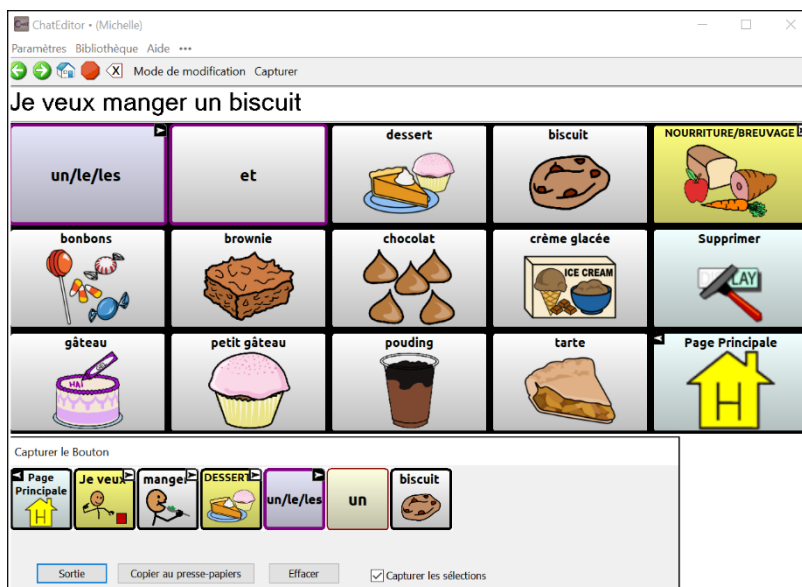 ChatEditor • (Michelle)
Paramètres Bibliothèque Aide •••
Mode de modification Capturer
Je veux manger un biscuit
un/le/les
et
dessert
biscuit
NOURRITURE/BREUVAGE
bonbons
brownie
chocolat
crème glacée
ICE CREAM
Supprimer
LAY
gâteau
HA
petit gâteau
pouding
tarte
Page Principale
H
Capturer le Bouton
Page
Principale
H
Je veux
manger
DESSERT
un/le/les
un
biscuit
Sortie Copier au presse-papiers Effacer Capturer les sélections